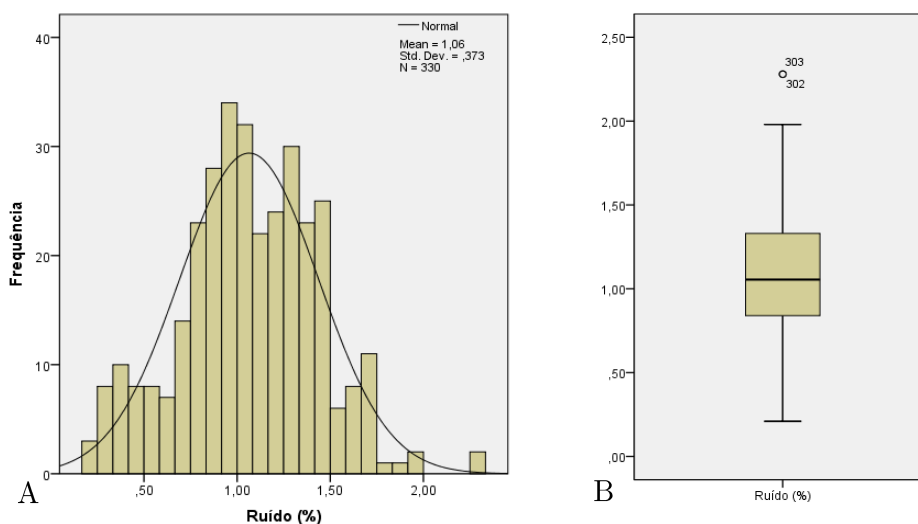 Normal
Mean = 1,06
Std. Dev. = ,373
N = 330
40
30
20
10
0
Frequência
,50
1,00
1,50
2,00
Ruído (%)
A
2,50
2,00
1,50
1,00
,50
,00
303
302
Ruído (%)
B